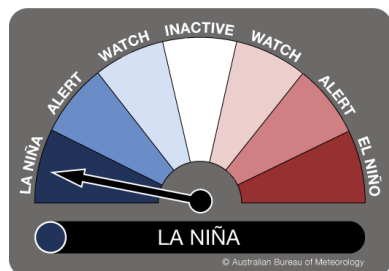 LA NIÑA
ALERT
WATCH
INACTIVE
WATCH
ALERT
EL NIÑO
LA NIÑA
© Australian Bureau of Meteorology